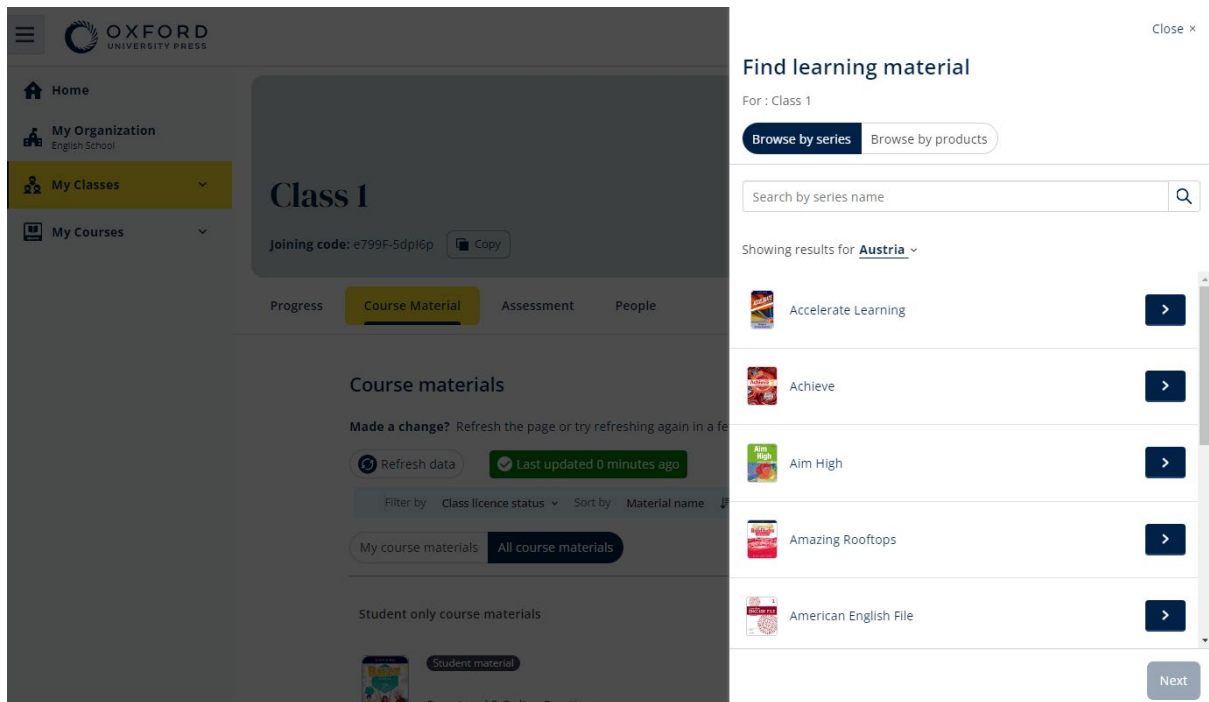 OXFORD
UNIVERSITY PRESS
Home
My Organization
English School
My Classes
My Courses
Class 1
Joining code: e799F-5dpI6p
Copy
Progress Course Material Assessment People
Course materials
Made a change? Refresh the page or try refreshing again in a fe
Refresh data
Last updated 0 minutes ago
Filter by Class licence status Sort by Material name
My course materials All course materials
Student only course materials
Student material
Close ×
Find learning material
For : Class 1
Browse by series Browse by products
Search by series name
Showing results for Austria
Accelerate Learning
Achieve
Aim High
Amazing Rooftops
American English File
Next